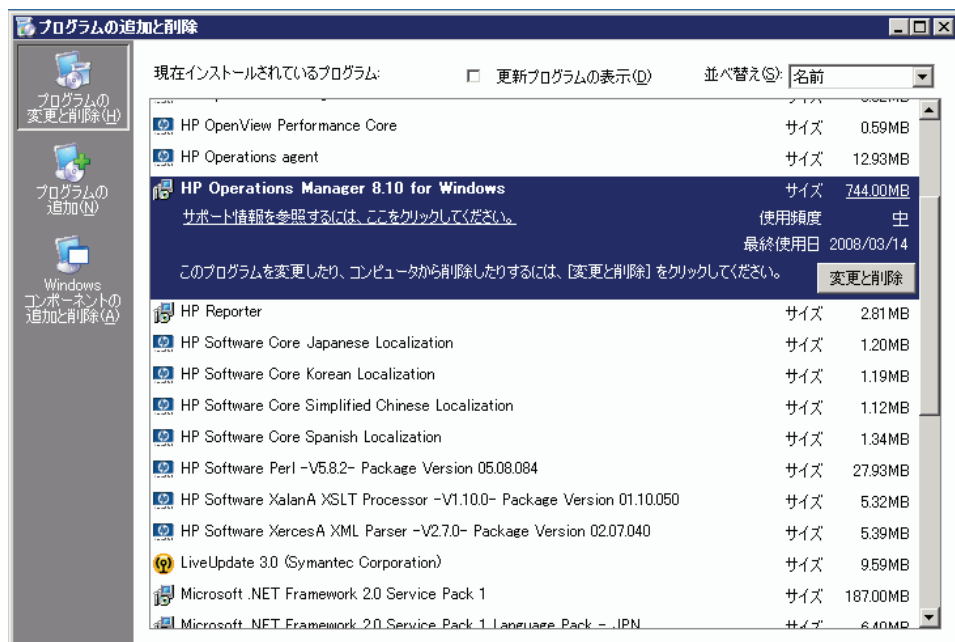 プログラムの追加と削除
プログラムの
変更と削除(H)
プログラムの
追加(N)
Windows
コンポーネントの
追加と削除(A)
現在インストールされているプログラム:
更新プログラムの表示(D)
並べ替え(S): 名前
HP OpenView Performance Core サイズ 0.59MB
HP Operations agent サイズ 12.93MB
HP Operations Manager 8.10 for Windows サイズ 744.00MB
サポート情報を参照するには、ここをクリックしてください。 使用頻度 中
最終使用日 2008/03/14
このプログラムを変更したり、コンピュータから削除したりするには、[変更と削除] をクリックしてください。 変更と削除
HP Reporter サイズ 2.81MB
HP Software Core Japanese Localization サイズ 1.20MB
HP Software Core Korean Localization サイズ 1.19MB
HP Software Core Simplified Chinese Localization サイズ 1.12MB
HP Software Core Spanish Localization サイズ 1.34MB
HP Software Perl -V5.8.2- Package Version 05.08.084 サイズ 27.93MB
HP Software XalanA XSLT Processor -V1.10.0- Package Version 01.10.050 サイズ 5.32MB
HP Software XercesA XML Parser -V2.7.0- Package Version 02.07.040 サイズ 5.39MB
LiveUpdate 3.0 (Symantec Corporation) サイズ 9.59MB
Microsoft .NET Framework 2.0 Service Pack 1 サイズ 187.00MB
Microsoft .NET Framework 2.0 Service Pack 1 Language Pack - JPN サイズ 6.40MB